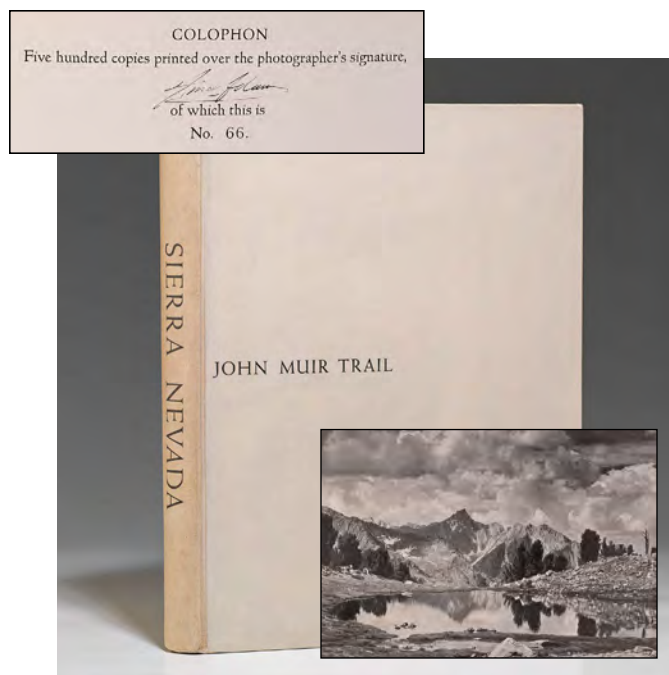 COLOPHON
Five hundred copies printed over the photographer's signature,
of which this is
No. 66.
SIERRA NEVADA
JOHN MUIR TRAIL